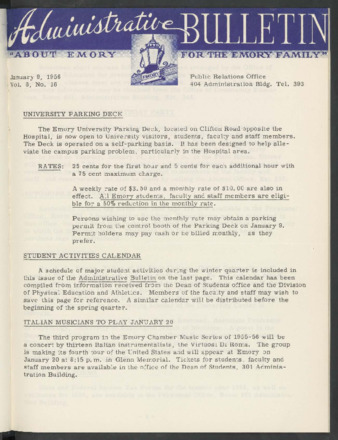 Administrative BULLETIN
"ABOUT EMORY FOR THE EMORY FAMILY"
EMORY
January 9, 1956
Vol. 5, No. 16
Public Relations Office
404 Administration Bldg. Tel. 393
UNIVERSITY PARKING DECK
The Emory University Parking Deck, located on Clifton Road opposite the
Hospital, is now open to University visitors, students, faculty and staff members.
The Deck is operated on a self-parking basis. It has been designed to help alle-
viate the campus parking problem, particularly in the Hospital area.
RATES: 25 cents for the first hour and 5 cents for each additional hour with
a 75 cent maximum charge.
A weekly rate of $3.50 and a monthly rate of $10.00 are also in
effect. All Emory students, faculty and staff members are eligi-
ble for a 50% reduction in the monthly rate.
Persons wishing to use the monthly rate may obtain a parking
permit from the control booth of the Parking Deck on January 9.
Permit holders may pay cash or be billed monthly, as they
prefer.
STUDENT ACTIVITIES CALENDAR
A schedule of major student activities during the winter quarter is included in
this issue of the Administrative Bulletin on the last page. This calendar has been
compiled from information received from the Dean of Students office and the Division
of Physical Education and Athletics. Members of the faculty and staff may wish to
save this page for reference. A similar calendar will be distributed before the
beginning of the spring quarter.
ITALIAN MUSICIANS TO PLAY JANUARY 20
The third program in the Emory Chamber Music Series of 1955-56 will be
a concert by thirteen Italian instrumentalists, the Virtuosi Di Roma. The group
is making its fourth tour of the United States and will appear at Emory on
January 20 at 8:15 p.m. in Glenn Memorial. Tickets for students, faculty and
staff members are available in the office of the Dean of Students, 301 Adminis-
tration Building.